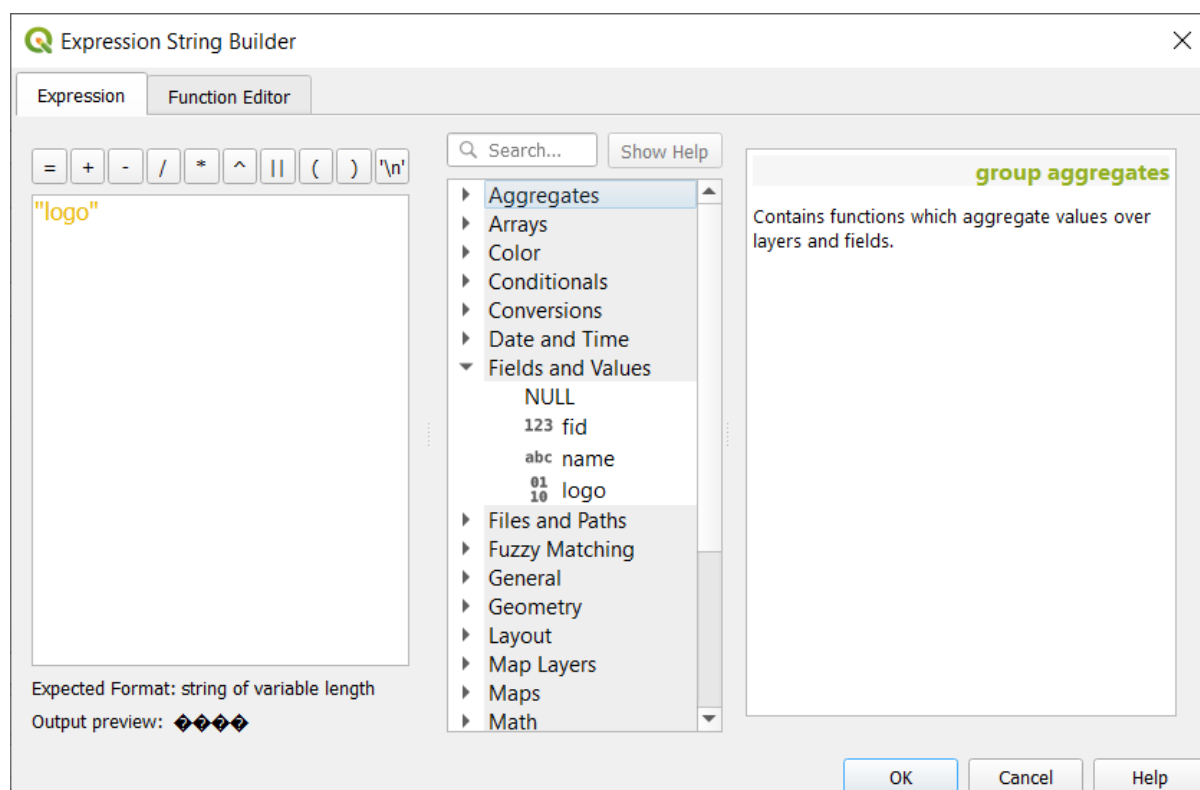 Expression String Builder
Expression
Function Editor
= + - / * ^ || ( ) '\n'
"logo"
Expected Format: string of variable length
Output preview: ����
Search...
Show Help
Aggregates
Arrays
Color
Conditionals
Conversions
Date and Time
Fields and Values
NULL
123 fid
abc name
01
10 logo
Files and Paths
Fuzzy Matching
General
Geometry
Layout
Map Layers
Maps
Math
group aggregates
Contains functions which aggregate values over
layers and fields.
OK
Cancel
Help